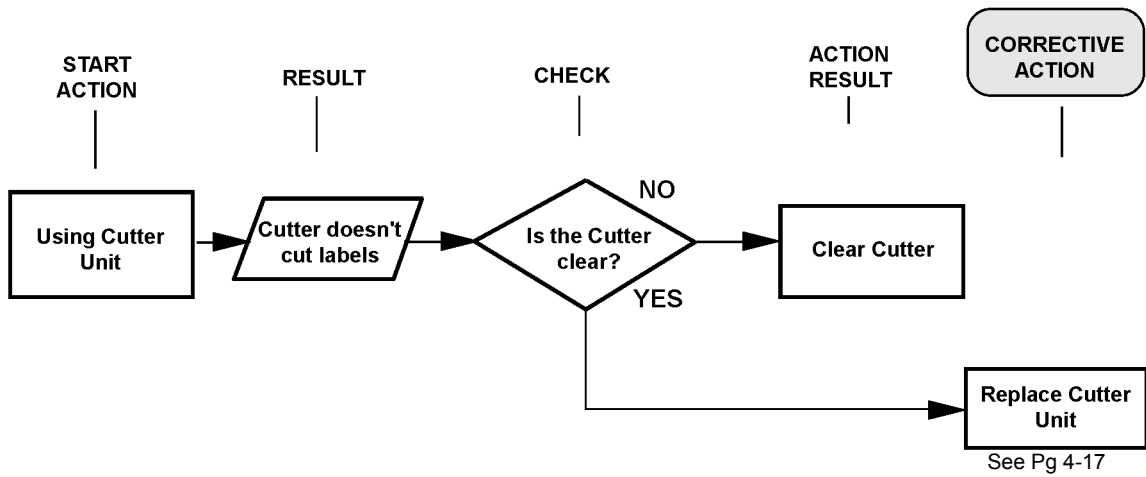 START
ACTION
RESULT
CHECK
ACTION
RESULT
CORRECTIVE
ACTION
Using Cutter
Unit
Cutter doesn't
cut labels
Is the Cutter
clear?
NO
YES
Clear Cutter
Replace Cutter
Unit
See Pg 4-17